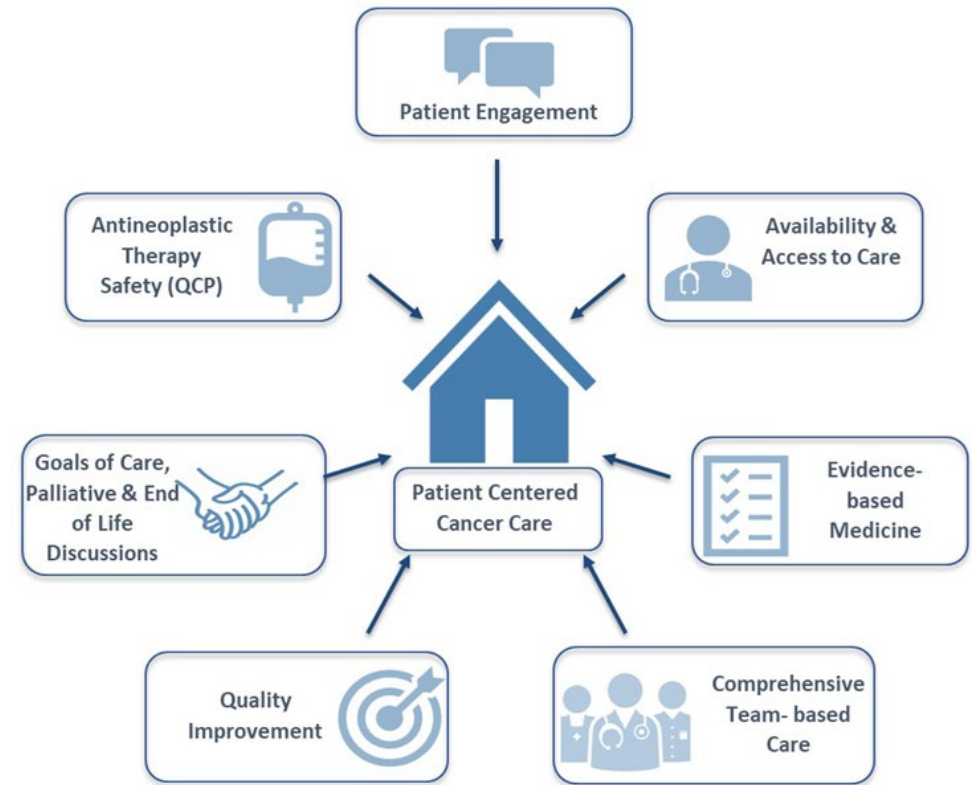 Patient Engagement
Antineoplastic
Therapy
Safety (QCP)
Availability &
Access to Care
Goals of Care,
Palliative & End
of Life
Discussions
Patient Centered
Cancer Care
Evidence-
based
Medicine
Quality
Improvement
Comprehensive
Team- based
Care